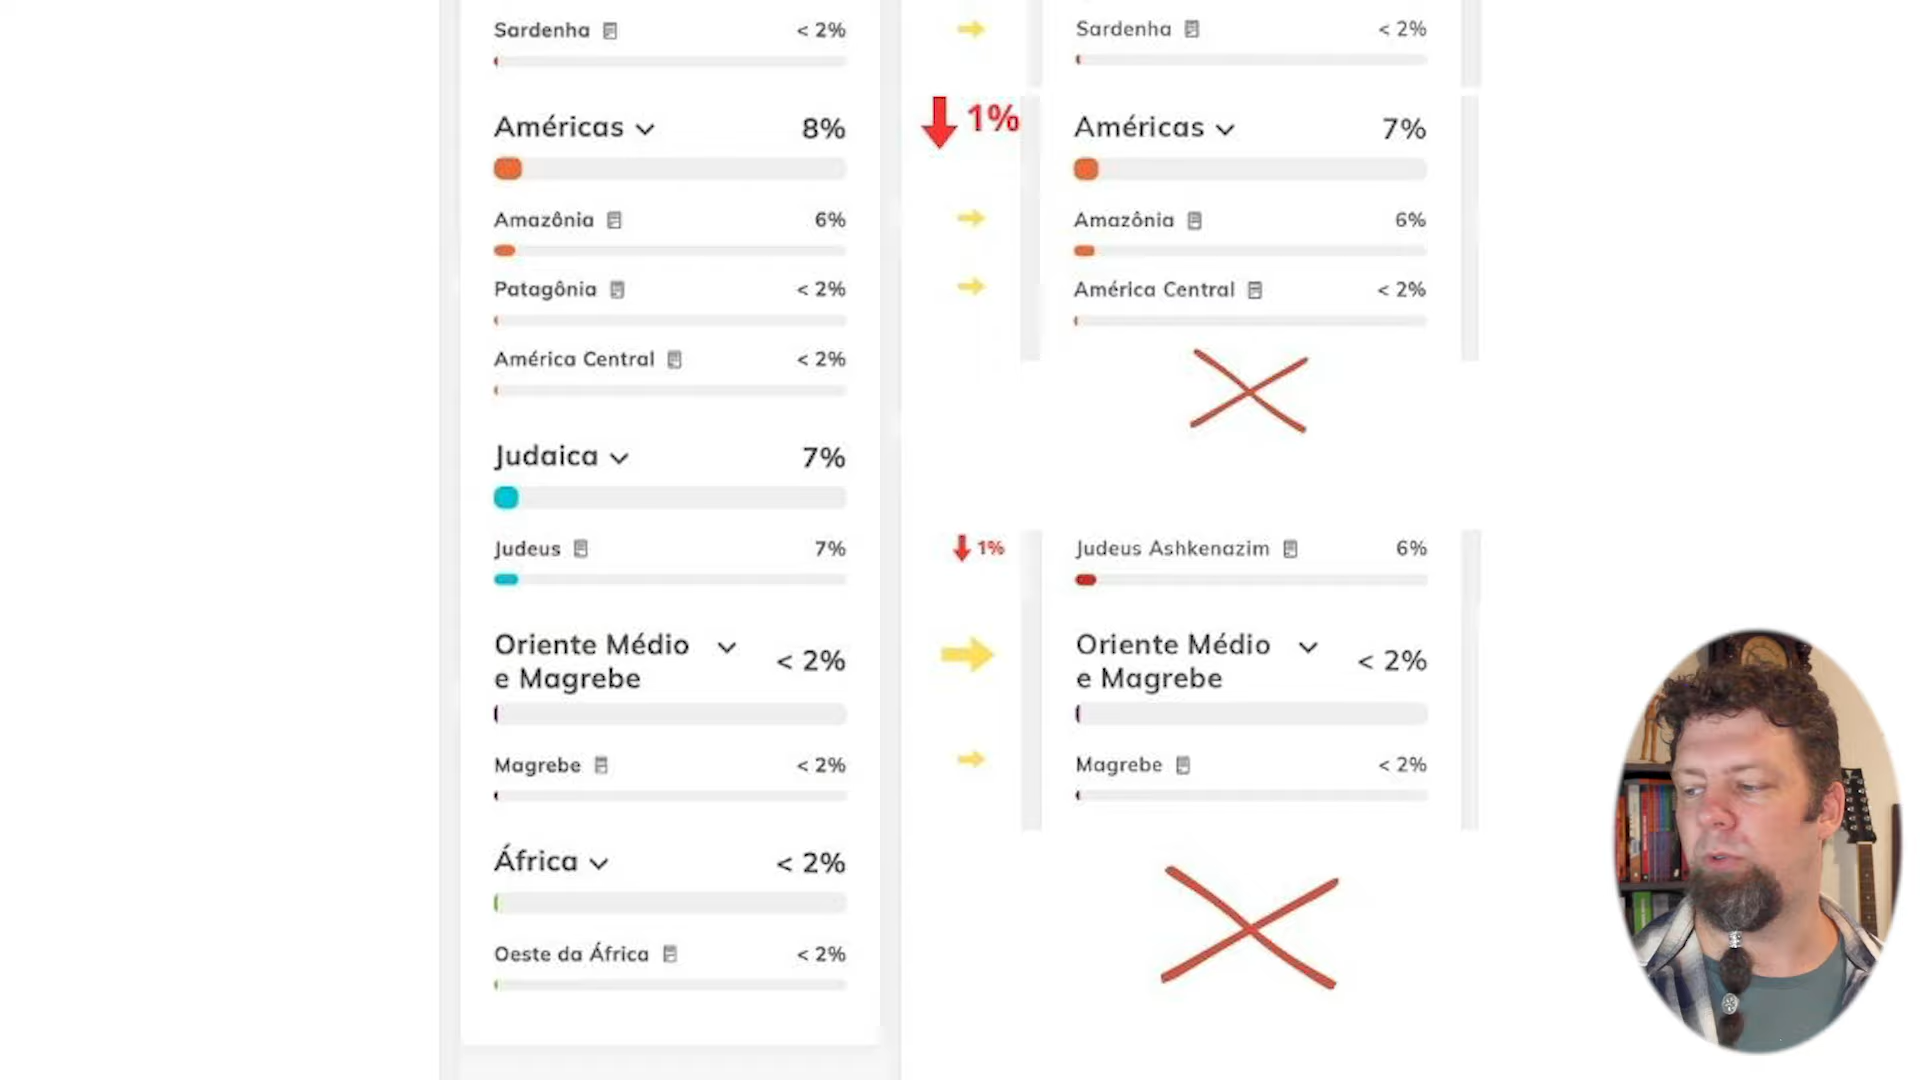 Sardenha < 2%
Américas 8%
Amazônia 6%
Patagônia < 2%
América Central < 2%
Judaica 7%
Judeus 7%
Oriente Médio
e Magrebe < 2%
Magrebe < 2%
África < 2%
Oeste da África < 2%
1%
1%
Sardenha < 2%
Américas 7%
Amazônia 6%
América Central < 2%
Judeus Ashkenazim 6%
Oriente Médio
e Magrebe < 2%
Magrebe < 2%